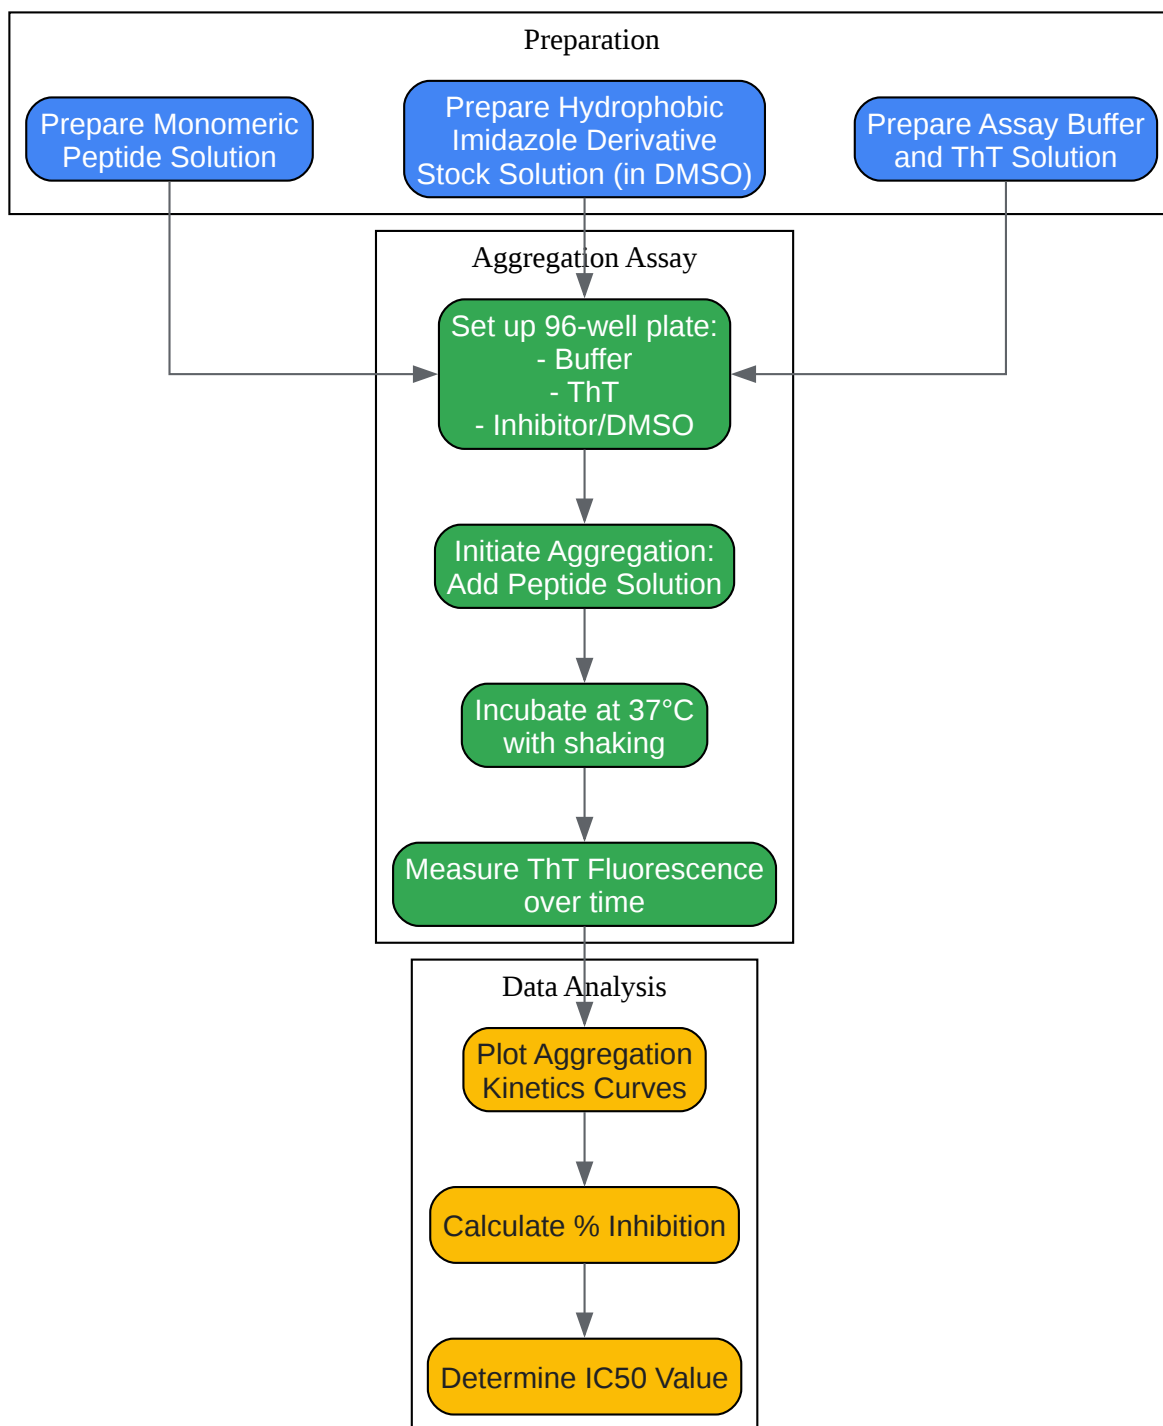 Preparation
Prepare Monomeric
Peptide Solution
Prepare Hydrophobic
Imidazole Derivative
Stock Solution (in DMSO)
Prepare Assay Buffer
and ThT Solution
Aggregation Assay
Set up 96-well plate:
- Buffer
- ThT
- Inhibitor/DMSO
Initiate Aggregation:
Add Peptide Solution
Incubate at 37°C
with shaking
Measure ThT Fluorescence
over time
Data Analysis
Plot Aggregation
Kinetics Curves
Calculate % Inhibition
Determine IC50 Value